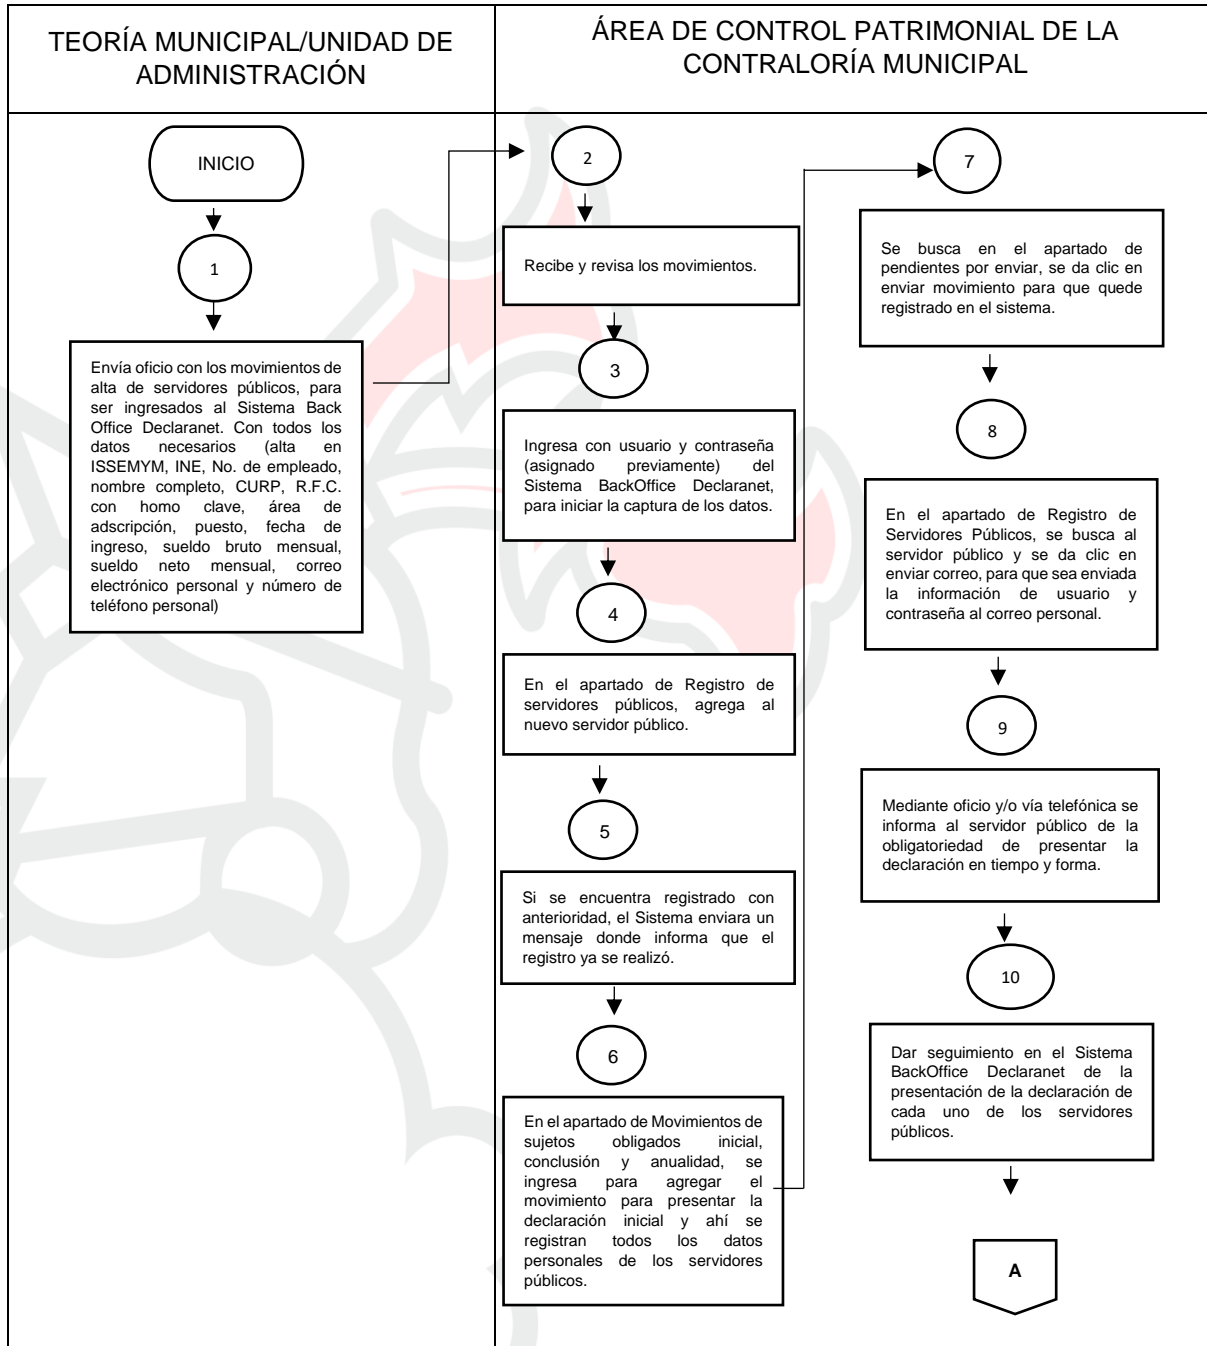 TEORÍA MUNICIPAL/UNIDAD DE
ADMINISTRACIÓN
ÁREA DE CONTROL PATRIMONIAL DE LA
CONTRALORÍA MUNICIPAL
INICIO
1
Envía oficio con los movimientos de
alta de servidores públicos, para
ser ingresados al Sistema Back
Office Declaranet. Con todos los
datos necesarios (alta en
ISSEMYM, INE, No. de empleado,
nombre completo, CURP, R.F.C.
con homo clave, área de
adscripción, puesto, fecha de
ingreso, sueldo bruto mensual,
sueldo neto mensual, correo
electrónico personal y número de
teléfono personal)
2
Recibe y revisa los movimientos.
3
Ingresa con usuario y contraseña
(asignado previamente) del
Sistema BackOffice Declaranet,
para iniciar la captura de los datos.
4
En el apartado de Registro de
servidores públicos, agrega al
nuevo servidor público.
5
Si se encuentra registrado con
anterioridad, el Sistema enviara un
mensaje donde informa que el
registro ya se realizó.
6
En el apartado de Movimientos de
sujetos obligados inicial,
conclusión y anualidad, se
ingresa para agregar el
movimiento para presentar la
declaración inicial y ahí se
registran todos los datos
personales de los servidores
públicos.
7
Se busca en el apartado de
pendientes por enviar, se da clic en
enviar movimiento para que quede
registrado en el sistema.
8
En el apartado de Registro de
Servidores Públicos, se busca al
servidor público y se da clic en
enviar correo, para que sea enviada
la información de usuario y
contraseña al correo personal.
9
Mediante oficio y/o vía telefónica se
informa al servidor público de la
obligatoriedad de presentar la
declaración en tiempo y forma.
10
Dar seguimiento en el Sistema
BackOffice Declaranet de la
presentación de la declaración de
cada uno de los servidores
públicos.
A